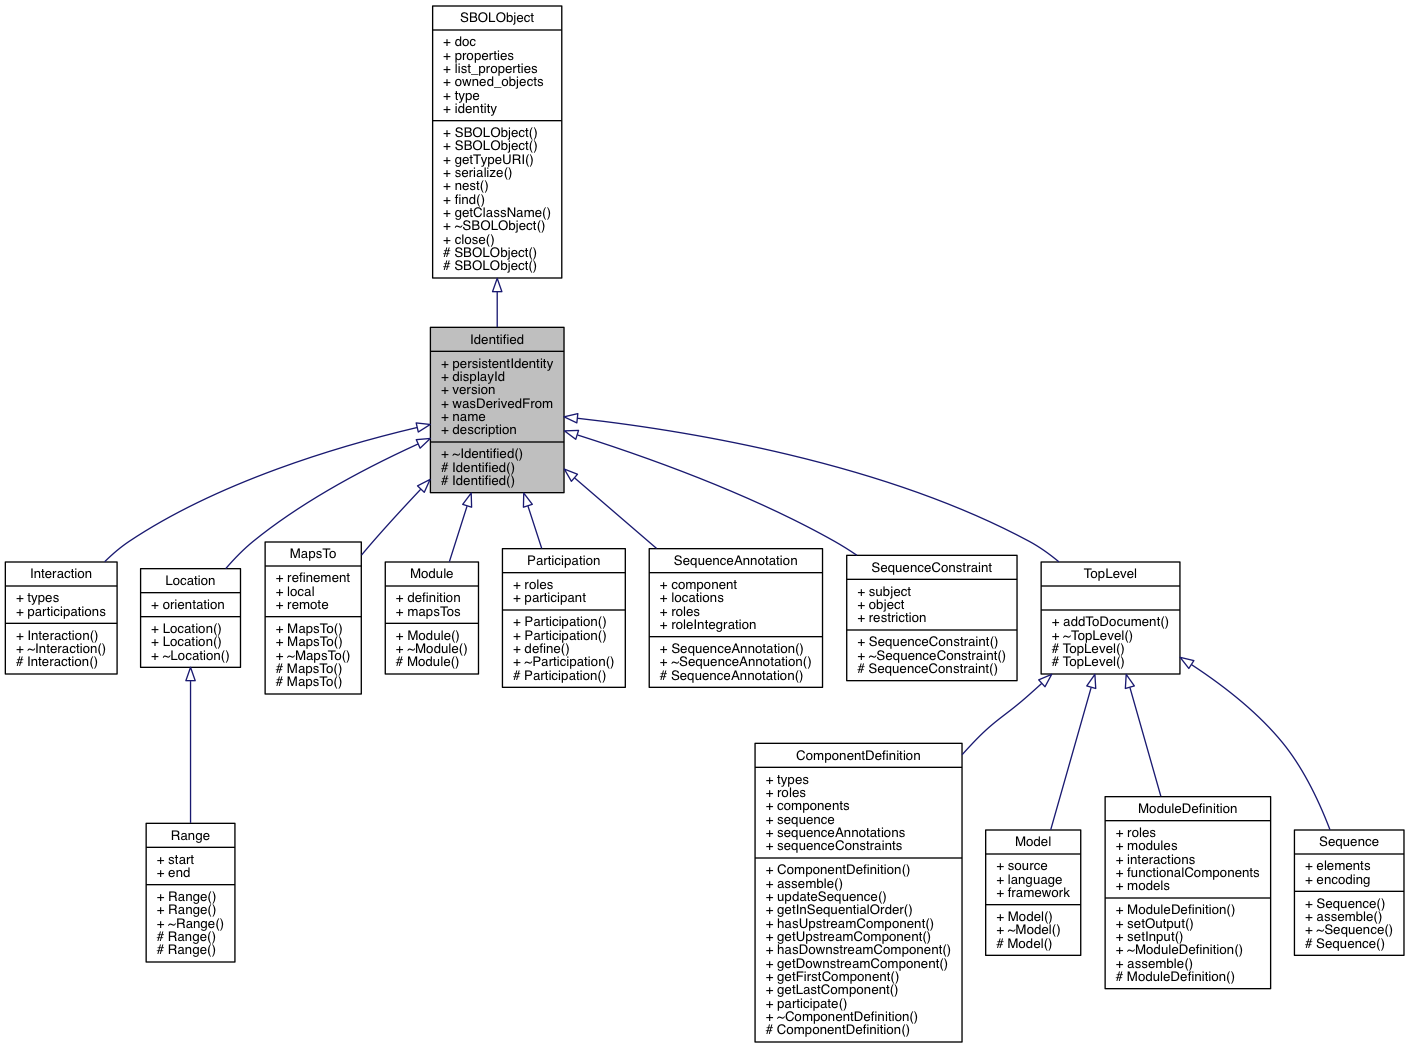 SBOLObject
+ doc
+ properties
+ list_properties
+ owned_objects
+ type
+ identity
+ SBOLObject()
+ SBOLObject()
+ getTypeURI()
+ serialize()
+ nest()
+ find()
+ getClassName()
+ ~SBOLObject()
+ close()
# SBOLObject()
# SBOLObject()
Identified
+ persistentIdentity
+ displayId
+ version
+ wasDerivedFrom
+ name
+ description
+ ~Identified()
# Identified()
# Identified()
Interaction
+ types
+ participations
+ Interaction()
+ ~Interaction()
# Interaction()
Location
+ orientation
+ Location()
+ Location()
+ ~Location()
MapsTo
+ refinement
+ local
+ remote
+ MapsTo()
+ MapsTo()
+ ~MapsTo()
# MapsTo()
# MapsTo()
Module
+ definition
+ mapsTos
+ Module()
+ ~Module()
# Module()
Participation
+ roles
+ participant
+ Participation()
+ Participation()
+ define()
+ ~Participation()
# Participation()
SequenceAnnotation
+ component
+ locations
+ roles
+ roleIntegration
+ SequenceAnnotation()
+ ~SequenceAnnotation()
# SequenceAnnotation()
SequenceConstraint
+ subject
+ object
+ restriction
+ SequenceConstraint()
+ ~SequenceConstraint()
# SequenceConstraint()
TopLevel
+ addToDocument()
+ ~TopLevel()
# TopLevel()
# TopLevel()
Range
+ start
+ end
+ Range()
+ Range()
+ ~Range()
# Range()
# Range()
ComponentDefinition
+ types
+ roles
+ components
+ sequence
+ sequenceAnnotations
+ sequenceConstraints
+ ComponentDefinition()
+ assemble()
+ updateSequence()
+ getInSequentialOrder()
+ hasUpstreamComponent()
+ getUpstreamComponent()
+ hasDownstreamComponent()
+ getDownstreamComponent()
+ getFirstComponent()
+ getLastComponent()
+ participate()
+ ~ComponentDefinition()
# ComponentDefinition()
Model
+ source
+ language
+ framework
+ Model()
+ ~Model()
# Model()
ModuleDefinition
+ roles
+ modules
+ interactions
+ functionalComponents
+ models
+ ModuleDefinition()
+ setOutput()
+ setInput()
+ ~ModuleDefinition()
+ assemble()
# ModuleDefinition()
Sequence
+ elements
+ encoding
+ Sequence()
+ assemble()
+ ~Sequence()
# Sequence()